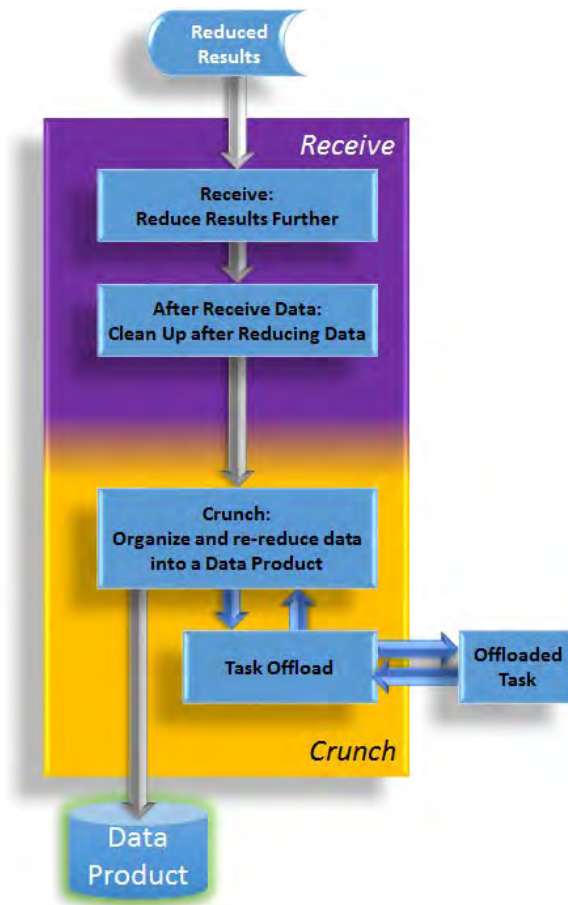 Reduced
Results
Receive
Receive:
Reduce Results Further
After Receive Data:
Clean Up after Reducing Data
Crunch:
Organize and re-reduce data
into a Data Product
Task Offload
Offloaded
Task
Crunch
Data
Product